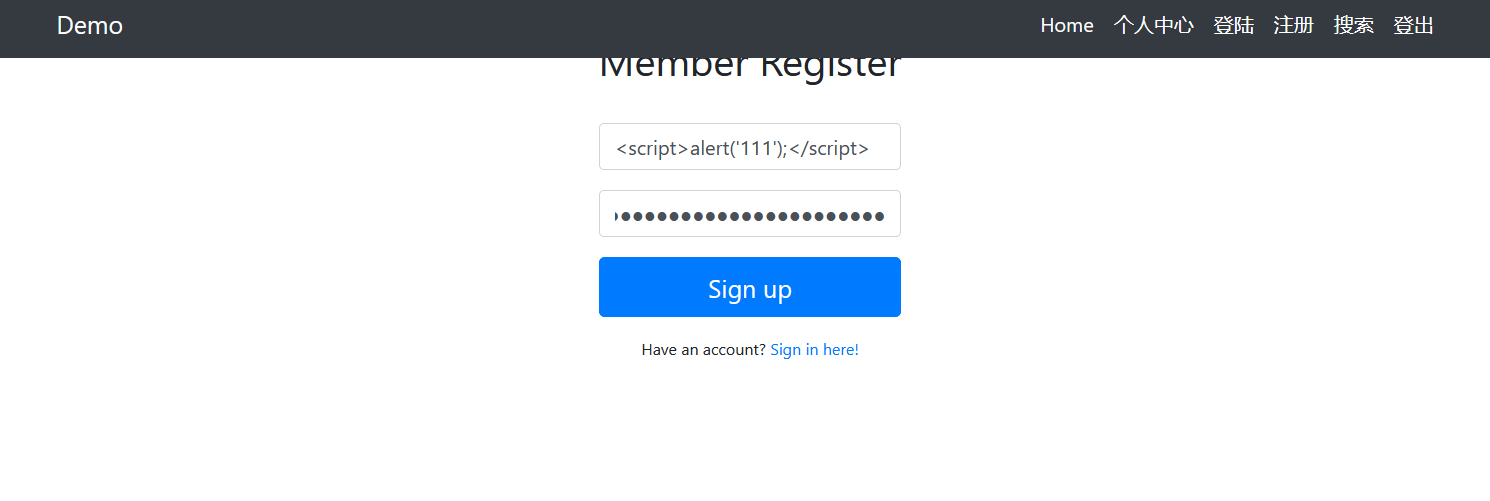 Demo
Home 个人中心 登陆 注册 搜索 登出
Member Register
<script>alert('111');</script>
Sign up
Have an account? Sign in here!